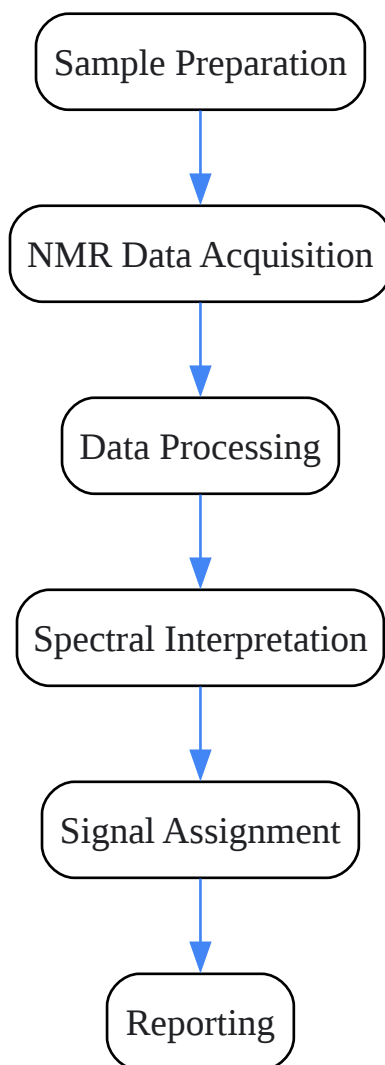 Sample Preparation
NMR Data Acquisition
Data Processing
Spectral Interpretation
Signal Assignment
Reporting